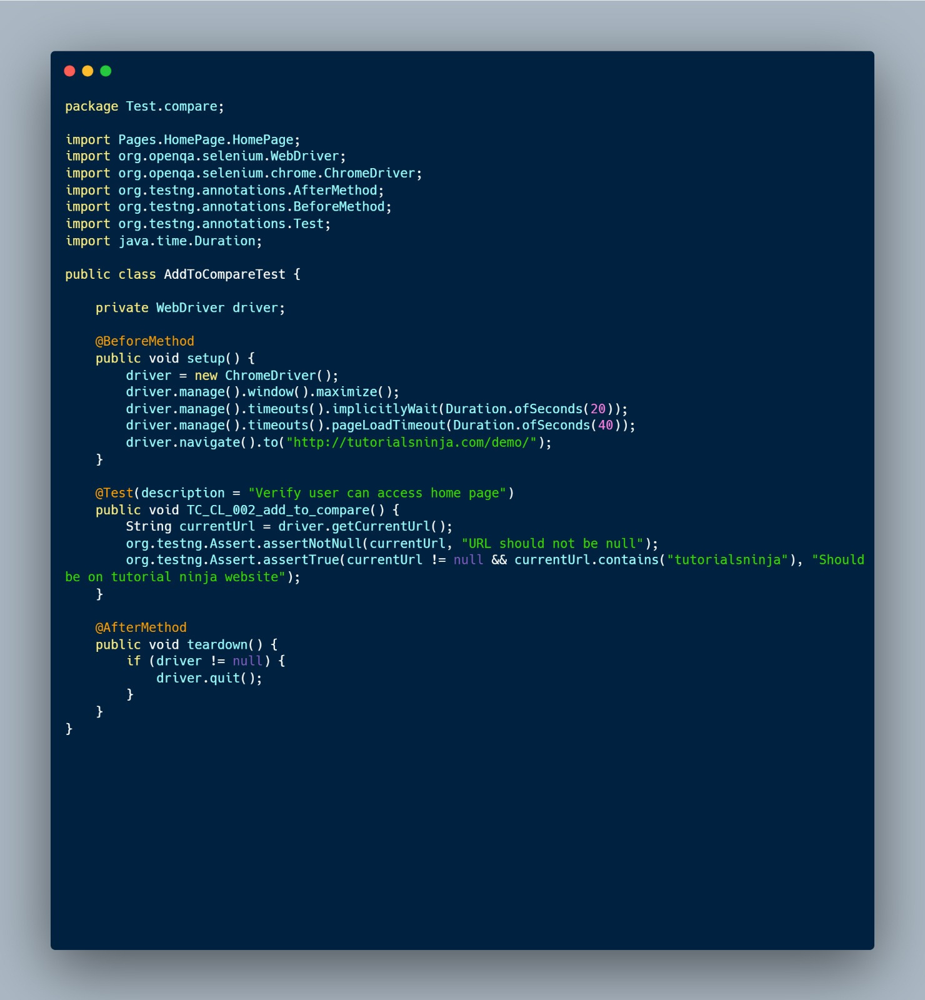 package Test.compare;

import Pages.HomePage.HomePage;
import org.openqa.selenium.WebDriver;
import org.openqa.selenium.chrome.ChromeDriver;
import org.testng.annotations.AfterMethod;
import org.testng.annotations.BeforeMethod;
import org.testng.annotations.Test;
import java.time.Duration;

public class AddToCompareTest {

    private WebDriver driver;

    @BeforeMethod
    public void setup() {
        driver = new ChromeDriver();
        driver.manage().window().maximize();
        driver.manage().timeouts().implicitlyWait(Duration.ofSeconds(20));
        driver.manage().timeouts().pageLoadTimeout(Duration.ofSeconds(40));
        driver.navigate().to("http://tutorialsninja.com/demo/");
    }

    @Test(description = "Verify user can access home page")
    public void TC_CL_002_add_to_compare() {
        String currentUrl = driver.getCurrentUrl();
        org.testng.Assert.assertNotNull(currentUrl, "URL should not be null");
        org.testng.Assert.assertTrue(currentUrl != null && currentUrl.contains("tutorialsninja"), "Should
be on tutorial ninja website");
    }

    @AfterMethod
    public void teardown() {
        if (driver != null) {
            driver.quit();
        }
    }
}